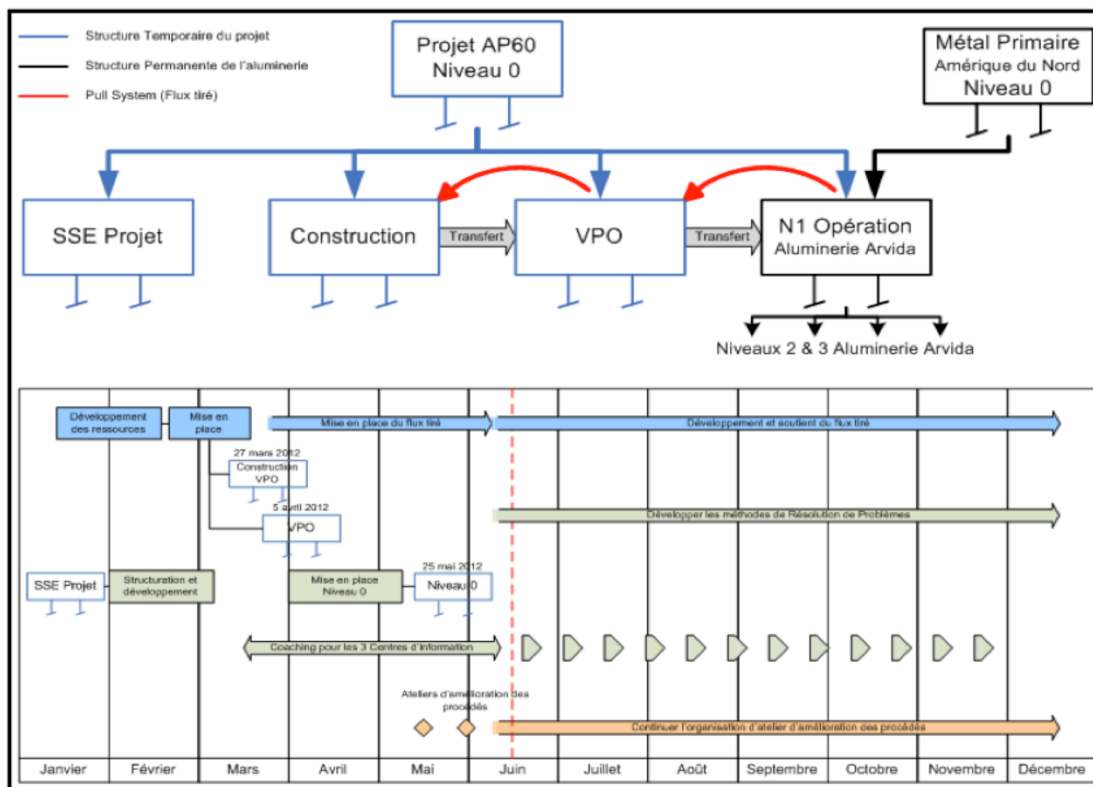 Structure Temporaire du projet
Structure Permanente de l'aluminerie
Pull System (Flux tiré)
Projet AP60
Niveau 0
Métal Primaire
Amérique du Nord
Niveau 0
SSE Projet
Construction
Transfert
VPO
Transfert
N1 Opération
Aluminerie Arvida
Niveaux 2 & 3 Aluminerie Arvida
Développement
des ressources
Mise en
place
Mise en place du flux tiré
Développement et soutient du flux tiré
27 mars 2012
Construction
VPO
5 avril 2012
VPO
Développer les méthodes de Résolution de Problèmes
25 mai 2012
SSE Projet
Structuration et
développement
Mise en place
Niveau 0
Niveau 0
Coaching pour les 3 Centres d'Information
Ateliers d'amélioration des
procédés
Continuer l'organisation d'atelier d'amélioration des procédés
Janvier
Février
Mars
Avril
Mai
Juin
Juillet
Août
Septembre
Octobre
Novembre
Décembre